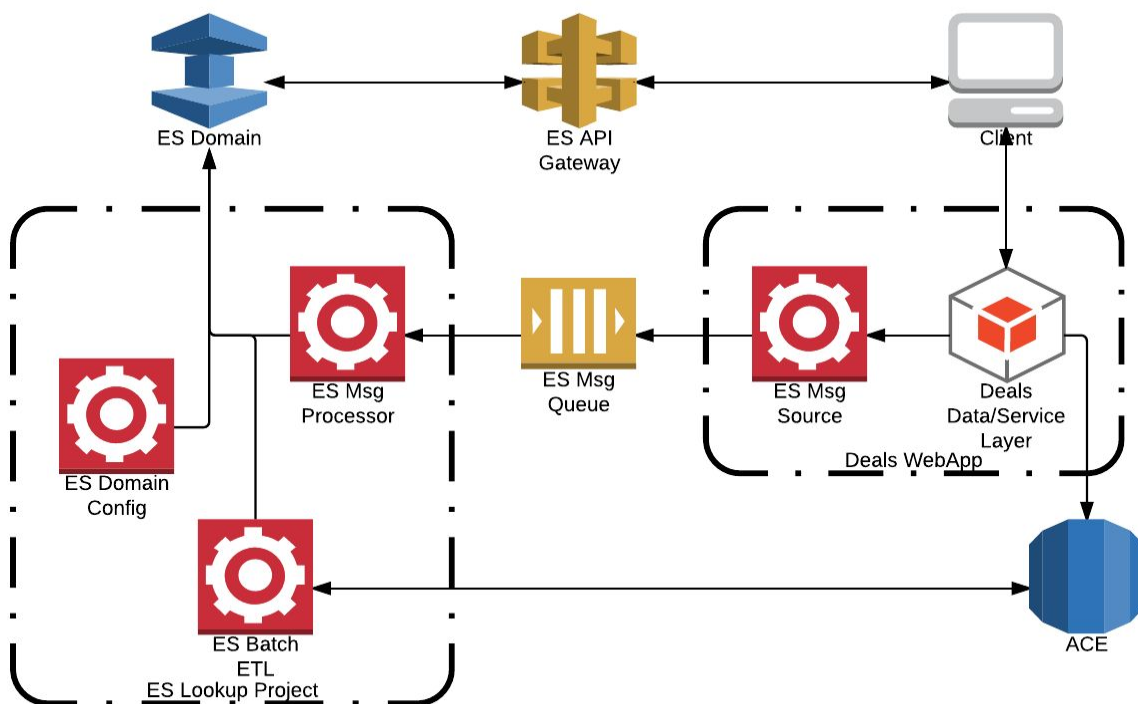 ES Domain
ES API
Gateway
Client
ES Msg
Processor
ES Msg
Queue
ES Msg
Source
Deals
Data/Service
Layer
Deals WebApp
ES Domain
Config
ES Batch
ETL
ES Lookup Project
ACE